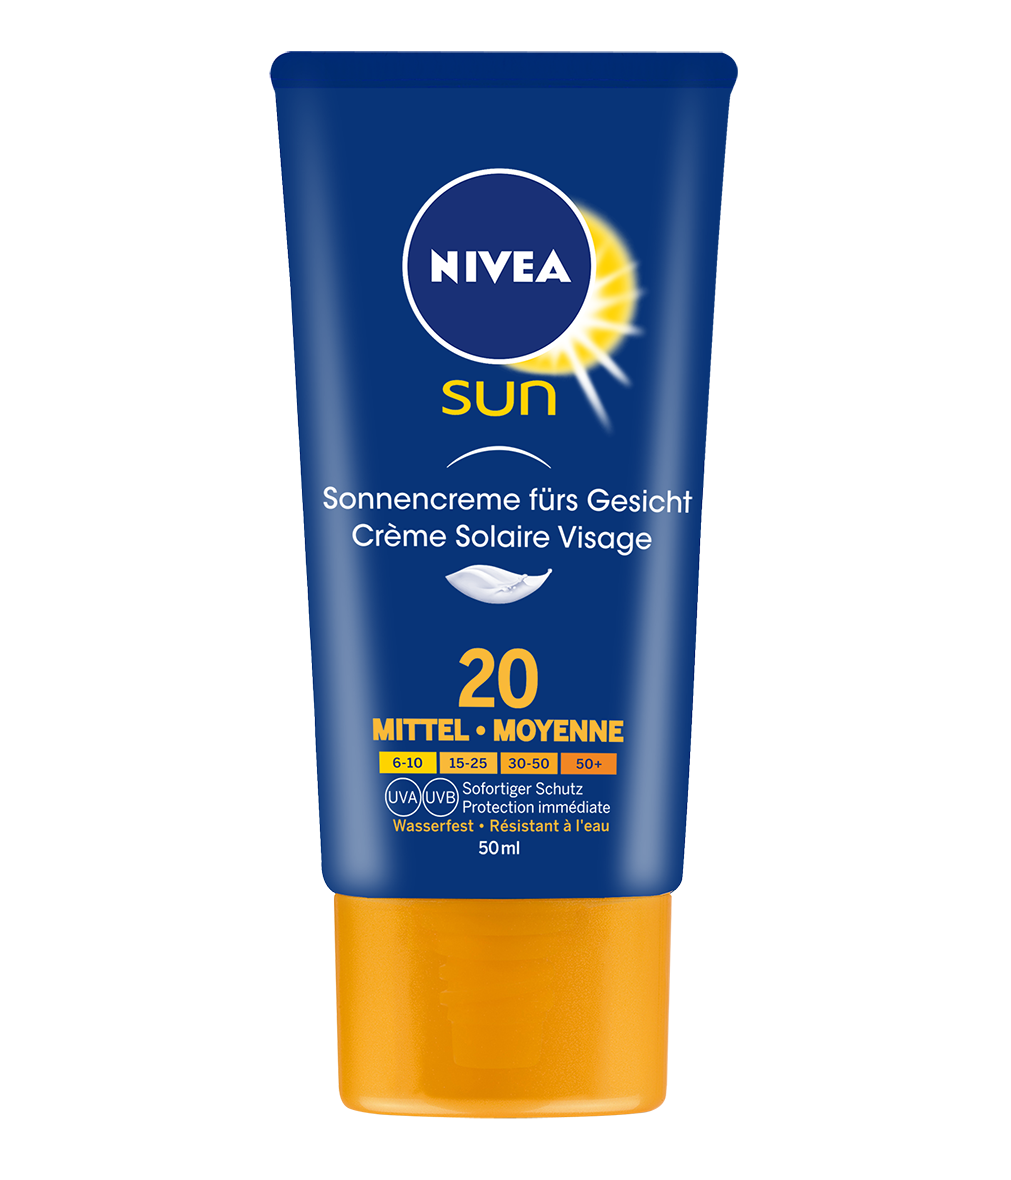 NIVEA
sun
Sonnencreme fürs Gesicht
Crème Solaire Visage
20
MITTEL • MOYENNE
6-10 15-25 30-50 50+
UVA UVB Sofortiger Schutz
Protection immédiate
Wasserfest • Résistant à l'eau
50ml